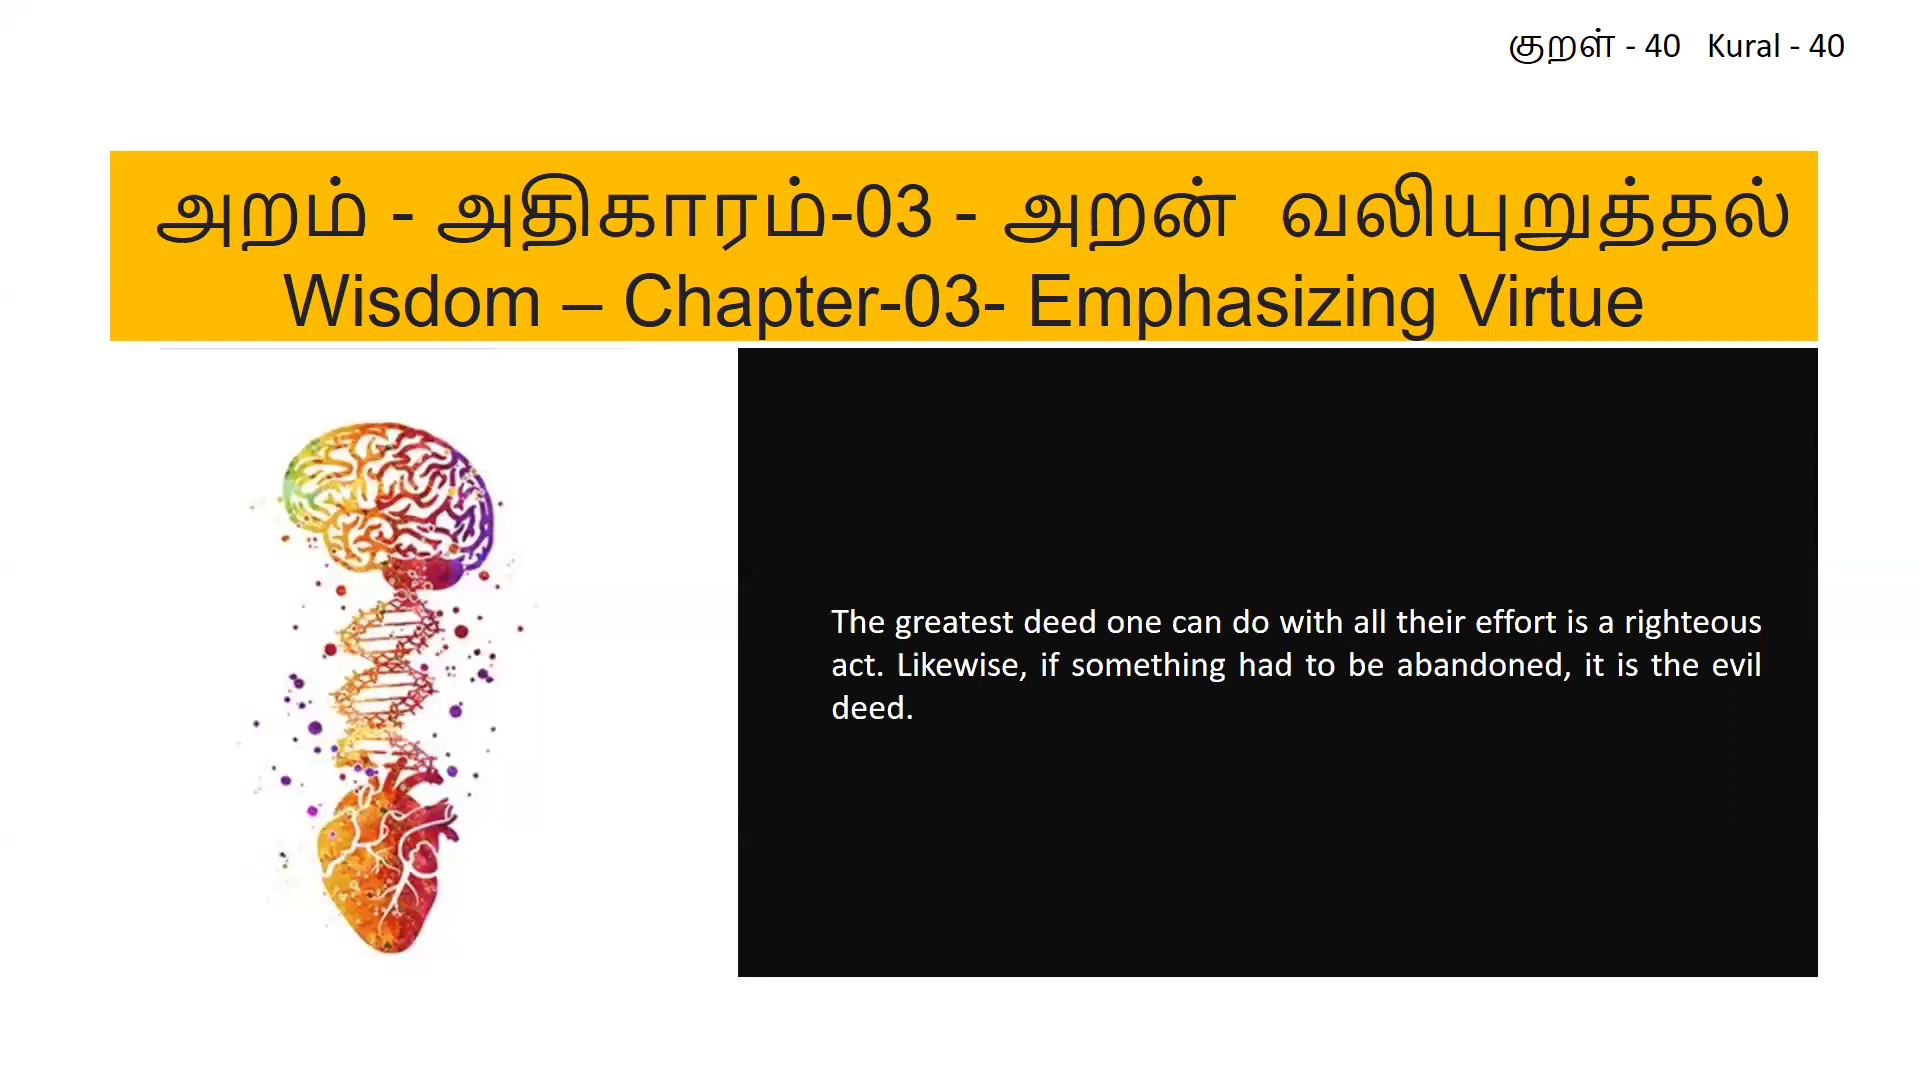 குறள் - 40 Kural - 40
அறம் - அதிகாரம்-03 - அறன் வலியுறுத்தல்
Wisdom – Chapter-03- Emphasizing Virtue
The greatest deed one can do with all their effort is a righteous
act. Likewise, if something had to be abandoned, it is the evil
deed.